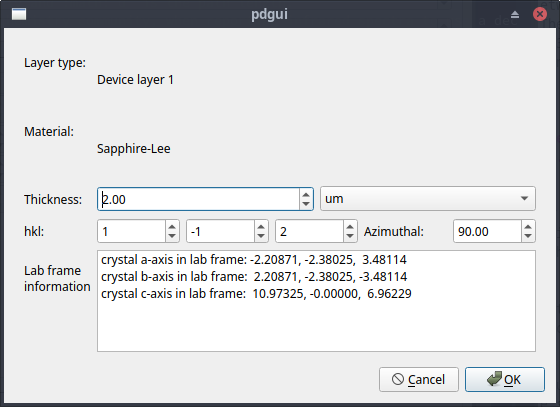 pdgui
Layer type:
Device layer 1
Material:
Sapphire-Lee
Thickness: 2.00 um
hkl: 1 -1 2 Azimuthal: 90.00
Lab frame information
crystal a-axis in lab frame: -2.20871, -2.38025, 3.48114
crystal b-axis in lab frame: 2.20871, -2.38025, -3.48114
crystal c-axis in lab frame: 10.97325, -0.00000, 6.96229
Cancel OK